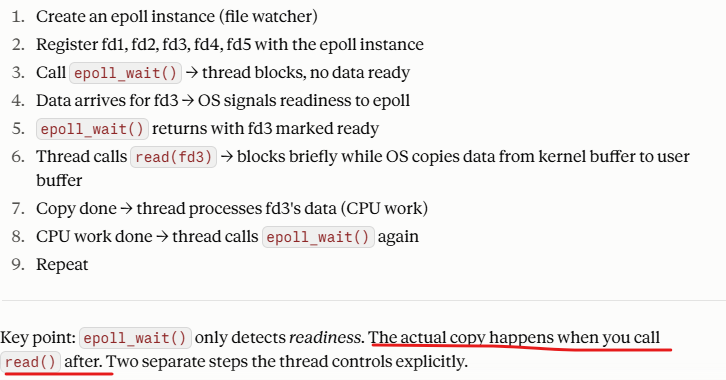 1. Create an epoll instance (file watcher)
2. Register fd1, fd2, fd3, fd4, fd5 with the epoll instance
3. Call epoll_wait() → thread blocks, no data ready
4. Data arrives for fd3 → OS signals readiness to epoll
5. epoll_wait() returns with fd3 marked ready
6. Thread calls read(fd3) → blocks briefly while OS copies data from kernel buffer to user
buffer
7. Copy done → thread processes fd3's data (CPU work)
8. CPU work done → thread calls epoll_wait() again
9. Repeat
Key point: epoll_wait() only detects readiness. The actual copy happens when you call
read() after. Two separate steps the thread controls explicitly.